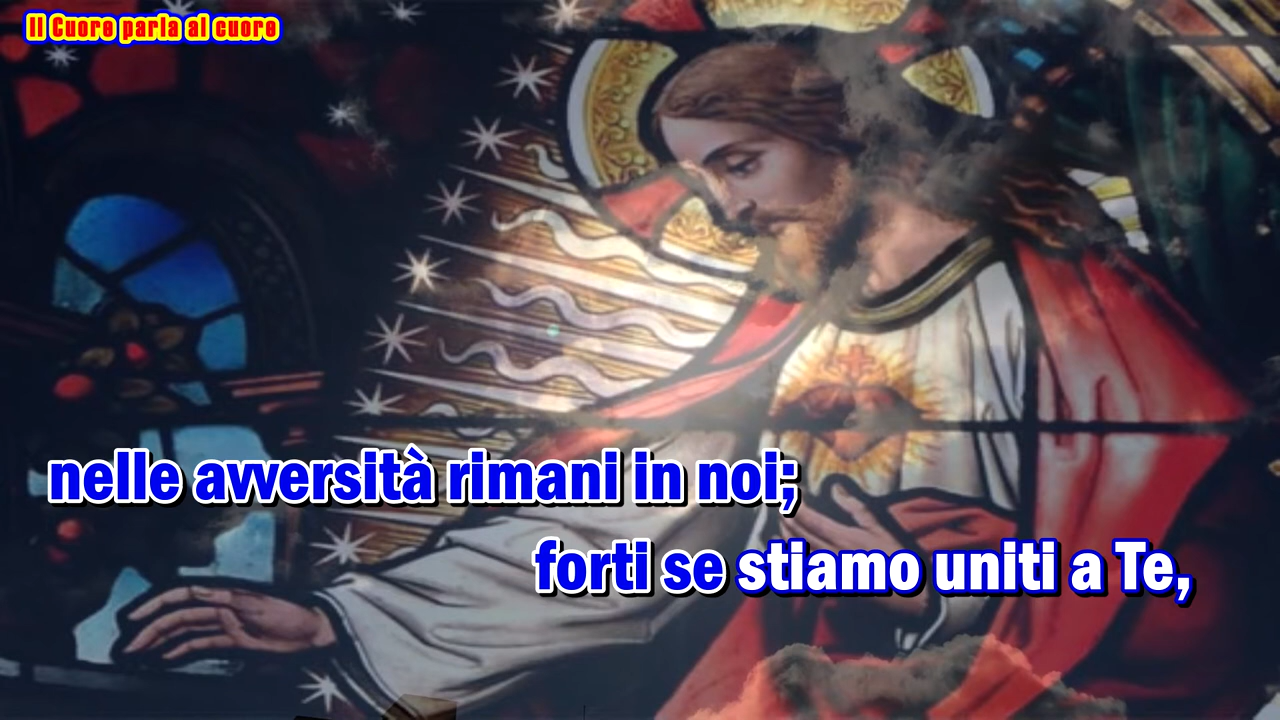 Il Cuore parla al cuore
nelle avversità rimani in noi;
forti se stiamo uniti a Te,